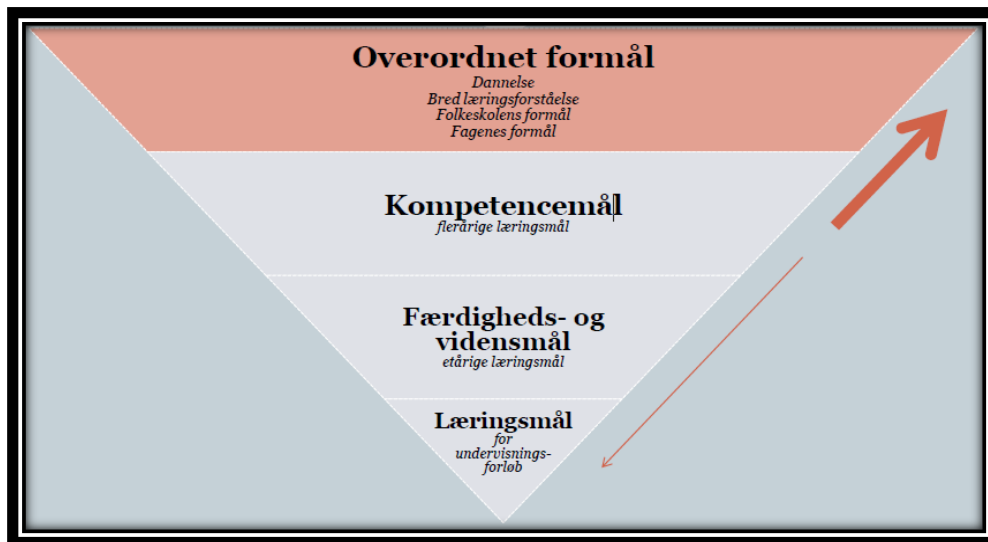 Overordnet formål
Dannelse
Bred læringsforståelse
Folkeskolens formål
Fagenes formål
Kompetencemål
flerårige læringsmål
Færdigheds- og
vidensmål
etårige læringsmål
Læringsmål
for
undervisnings-
forløb